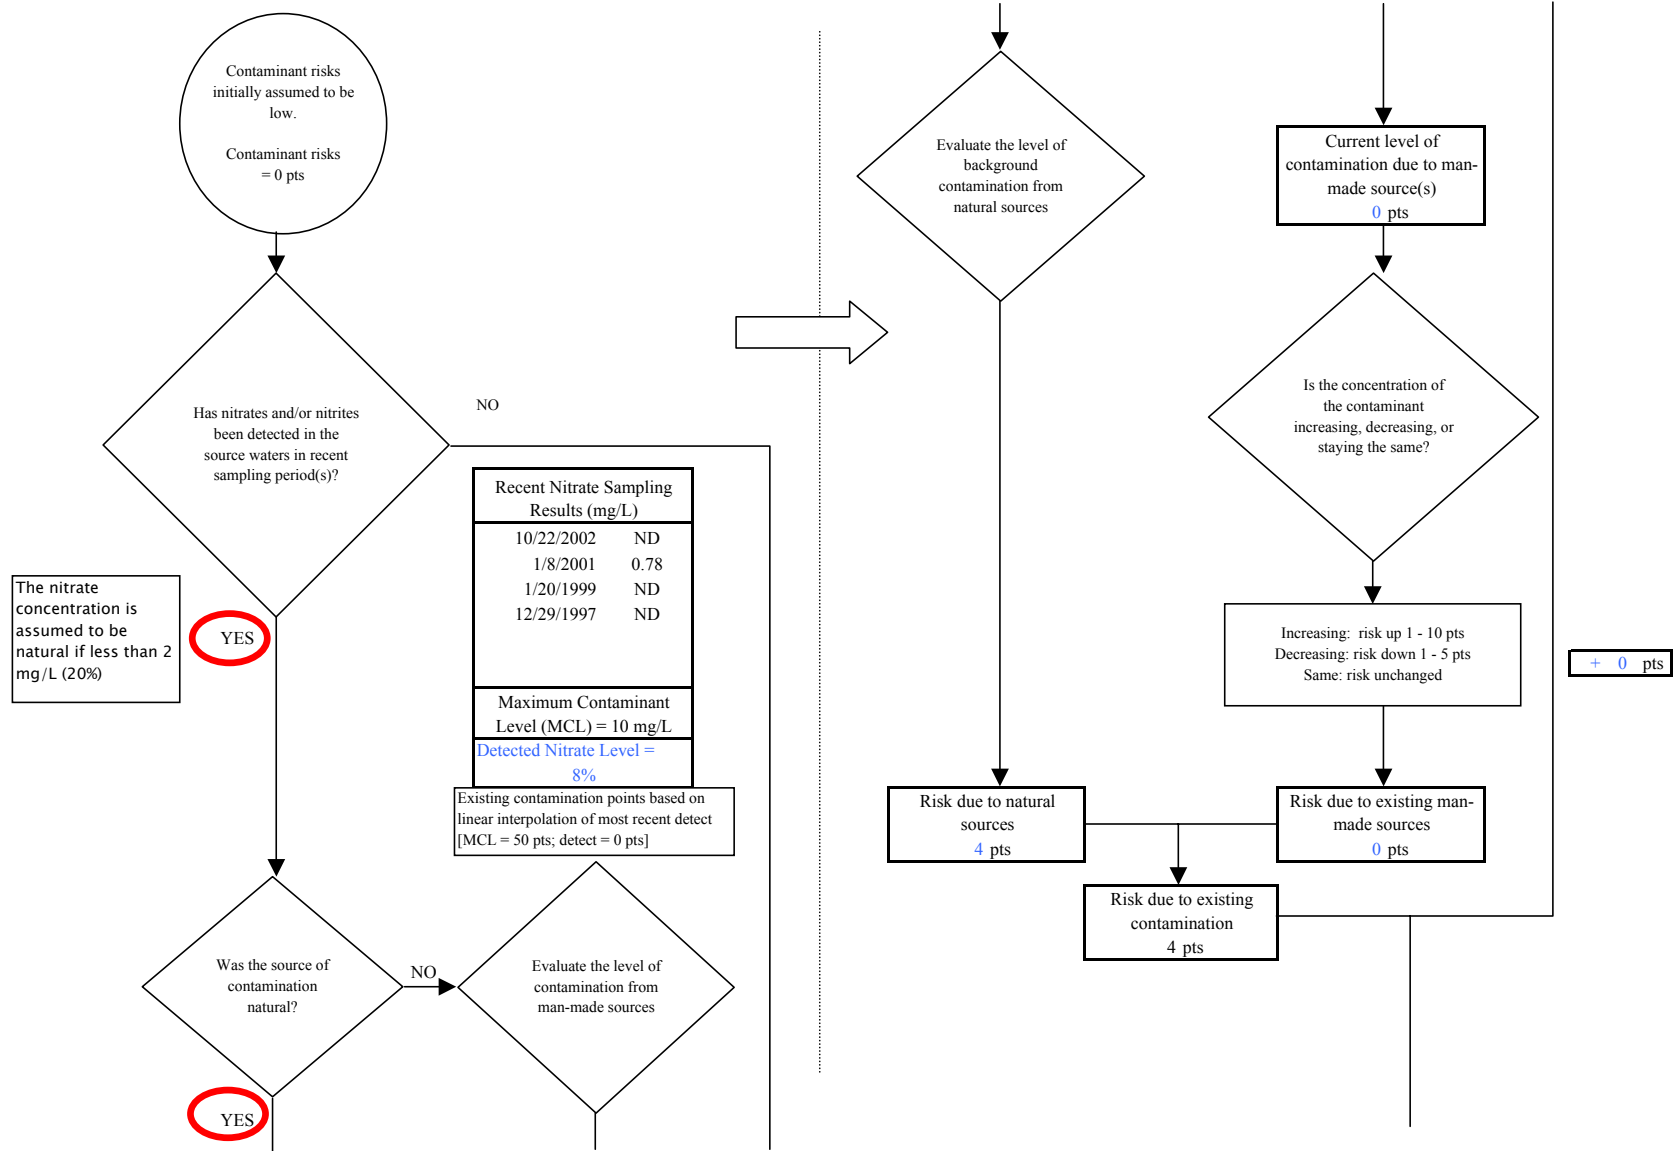 Contaminant risks
initially assumed to be
low.
Contaminant risks
= 0 pts
Has nitrates and/or nitrites
been detected in the
source waters in recent
sampling period(s)?
NO
The nitrate
concentration is
assumed to be
natural if less than 2
mg/L (20%)
YES
Recent Nitrate Sampling
Results (mg/L)
10/22/2002 ND
1/8/2001 0.78
1/20/1999 ND
12/29/1997 ND
Maximum Contaminant
Level (MCL) = 10 mg/L
Detected Nitrate Level =
8%
Existing contamination points based on
linear interpolation of most recent detect
[MCL = 50 pts; detect = 0 pts]
Was the source of
contamination
natural?
NO
Evaluate the level of
contamination from
man-made sources
YES
Evaluate the level of
background
contamination from
natural sources
Current level of
contamination due to man-
made source(s)
0 pts
Is the concentration of
the contaminant
increasing, decreasing, or
staying the same?
Increasing: risk up 1 - 10 pts
Decreasing: risk down 1 - 5 pts
Same: risk unchanged
+ 0 pts
Risk due to natural
sources
4 pts
Risk due to existing man-
made sources
0 pts
Risk due to existing
contamination
4 pts